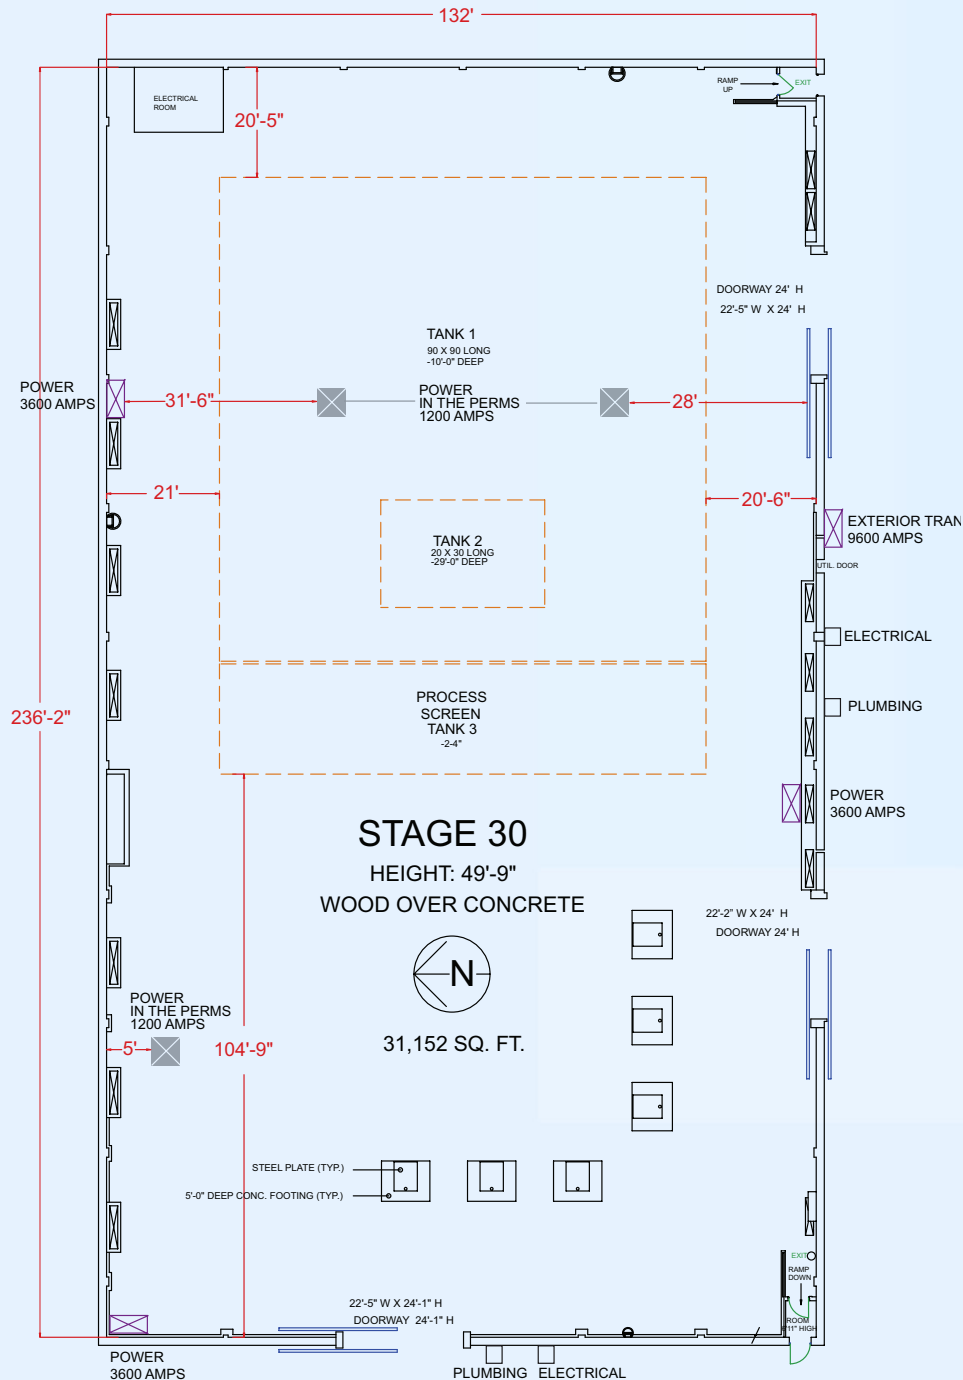 132'
ELECTRICAL
ROOM
20'-5"
RAMP
UP
EXIT
DOORWAY 24' H
22'-5" W X 24' H
TANK 1
90 X 90 LONG
-10'-0" DEEP
POWER
3600 AMPS
31'-6"
POWER
IN THE PERMS
1200 AMPS
28'
21'
20'-6"
EXTERIOR TRAN
9600 AMPS
TANK 2
20 X 30 LONG
-29'-0" DEEP
UTIL. DOOR
ELECTRICAL
PLUMBING
236'-2"
PROCESS
SCREEN
TANK 3
-2-4"
POWER
3600 AMPS
STAGE 30
HEIGHT: 49'-9"
WOOD OVER CONCRETE
22'-2" W X 24' H
DOORWAY 24' H
N
POWER
IN THE PERMS
1200 AMPS
5'
104'-9"
31,152 SQ. FT.
STEEL PLATE (TYP.)
5'-0" DEEP CONC. FOOTING (TYP.)
EXIT
RAMP
DOWN
ROOM
11" HIGH
22'-5" W X 24'-1" H
DOORWAY 24'-1" H
POWER
3600 AMPS
PLUMBING
ELECTRICAL